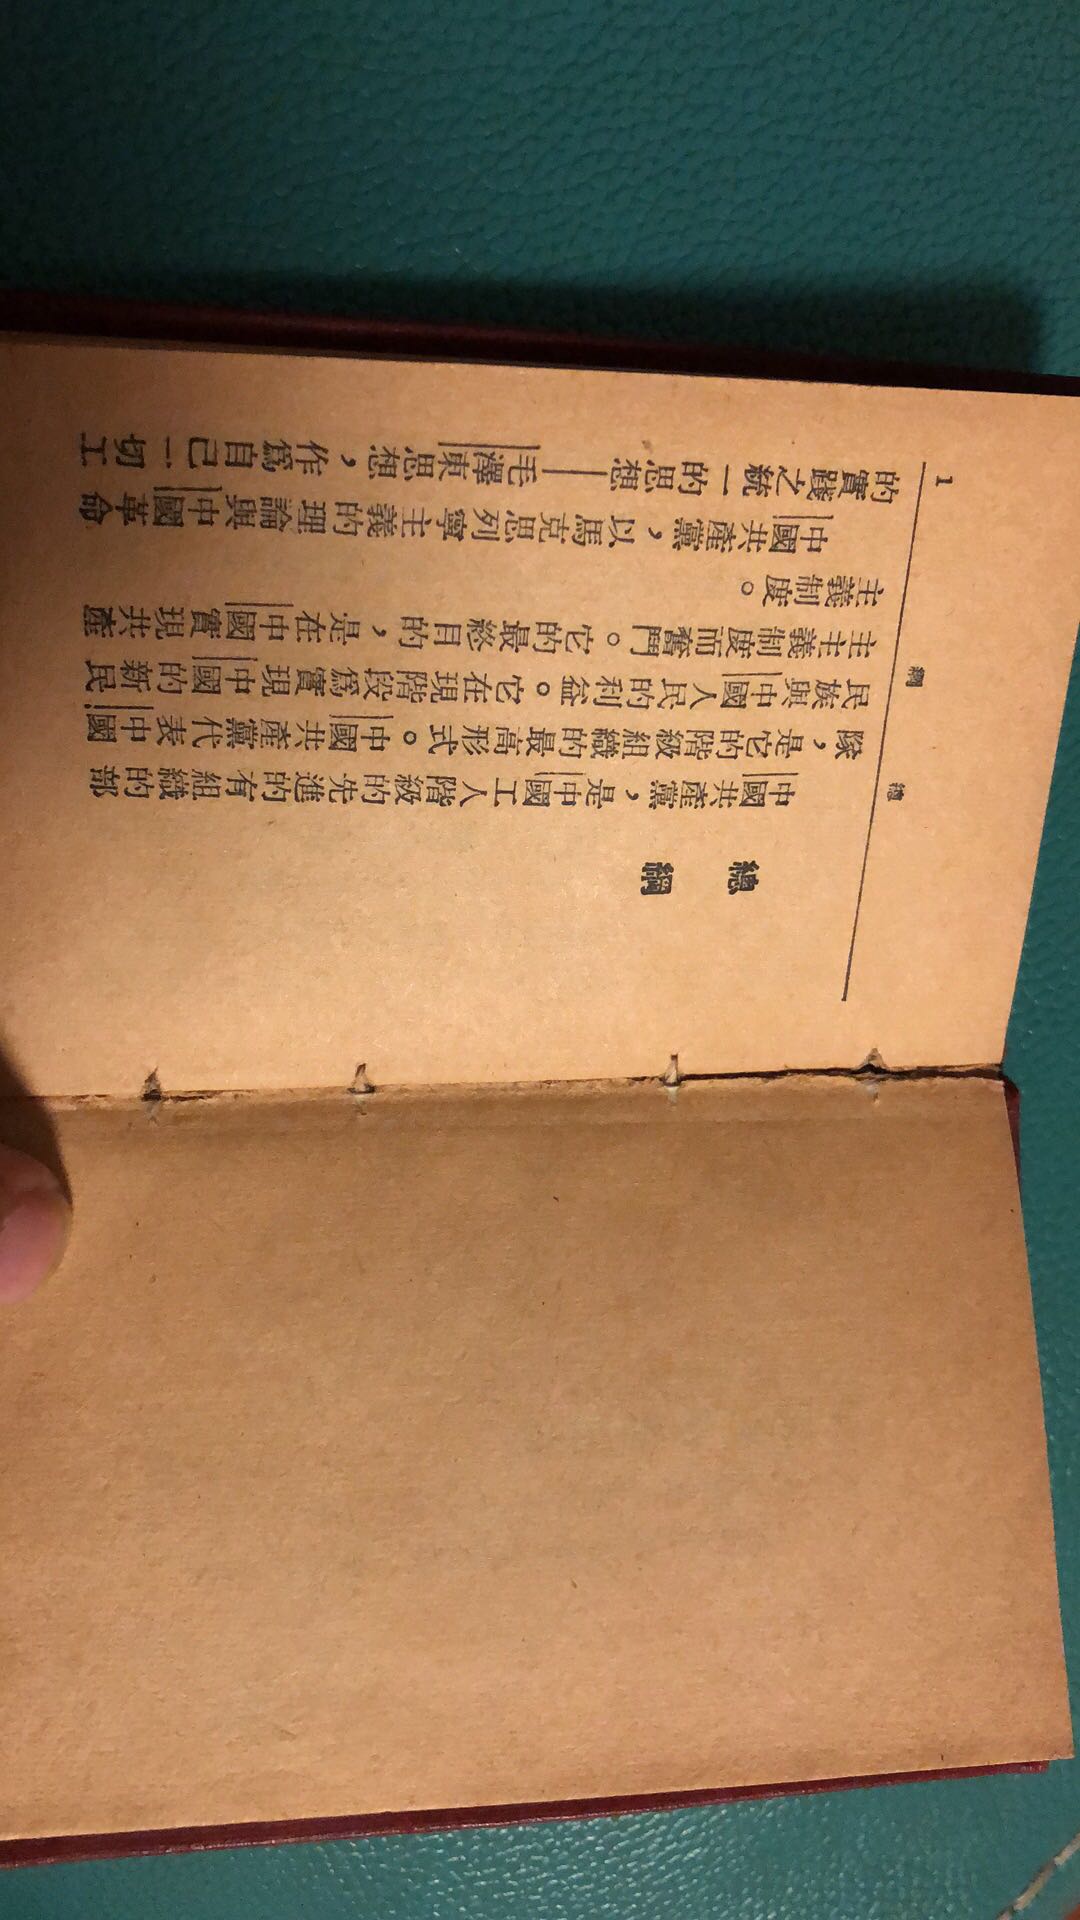 總 綱
總綱
中國共產黨，是中國工人階級的先進的有組織的部
隊，是它的階級組織的最高形式。中國共產黨代表中國
民族與中國人民的利益。它在現階段爲實現中國的新民
主主義制度而奮鬥。它的最終目的，是在中國實現共產
主義制度。
中國共產黨，以馬克思列寧主義的理論與中國革命
的實踐之統一的思想——毛澤東思想，作爲自己一切工
1